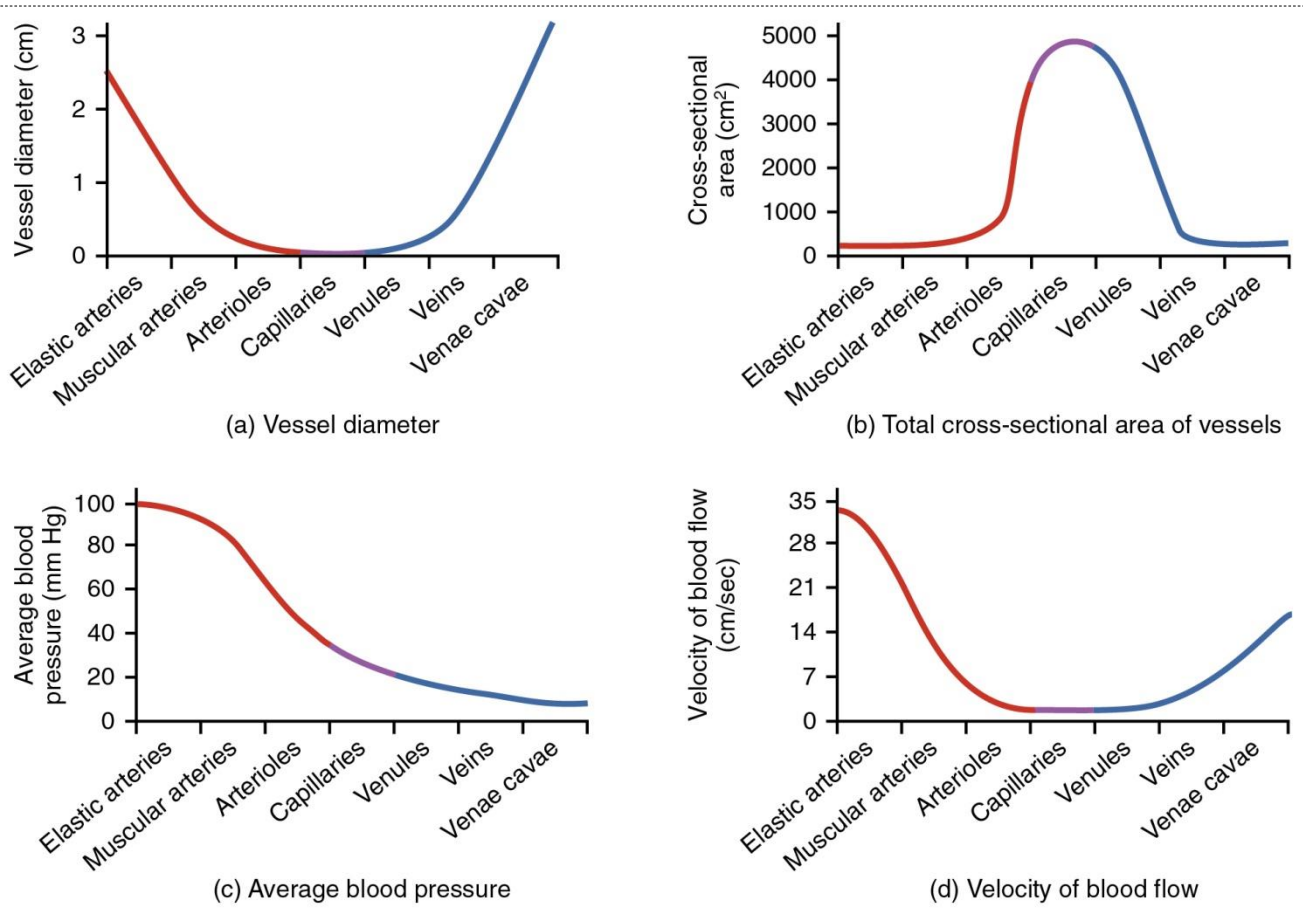 Vessel diameter (cm)
3
2
1
0
Elastic arteries
Muscular arteries
Arterioles
Capillaries
Venules
Veins
Venae cavae
(a) Vessel diameter
Cross-sectional
area (cm²)
5000
4000
3000
2000
1000
0
Elastic arteries
Muscular arteries
Arterioles
Capillaries
Venules
Veins
Venae cavae
(b) Total cross-sectional area of vessels
Average blood
pressure (mm Hg)
100
80
60
40
20
0
Elastic arteries
Muscular arteries
Arterioles
Capillaries
Venules
Veins
Venae cavae
(c) Average blood pressure
Velocity of blood flow
(cm/sec)
35
28
21
14
7
0
Elastic arteries
Muscular arteries
Arterioles
Capillaries
Venules
Veins
Venae cavae
(d) Velocity of blood flow